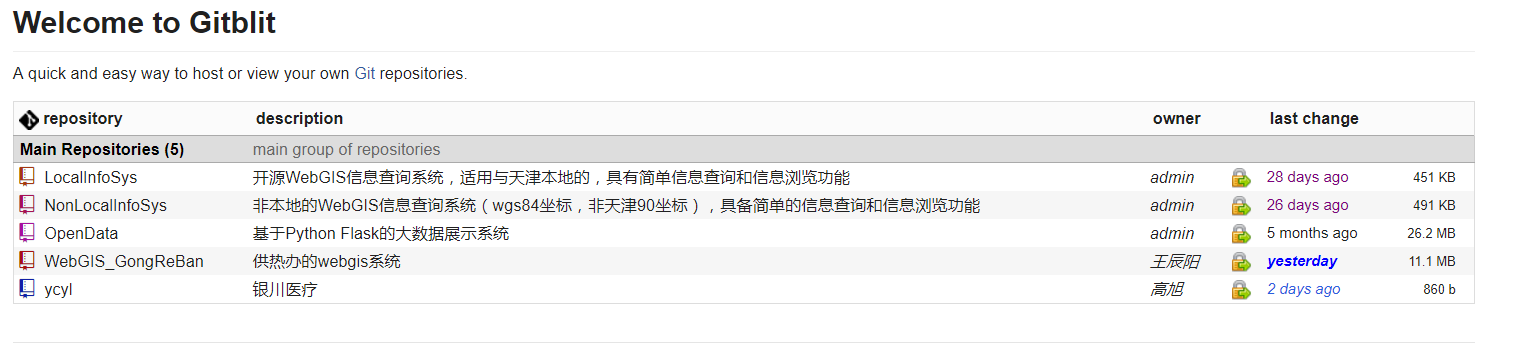 Welcome to Gitblit
A quick and easy way to host or view your own Git repositories.
repository description owner last change
Main Repositories (5) main group of repositories
LocalInfoSys 开源WebGIS信息查询系统，适用与天津本地的，具有简单信息查询和信息浏览功能 admin 28 days ago 451 KB
NonLocalInfoSys 非本地的WebGIS信息查询系统（wgs84坐标，非天津90坐标），具备简单的信息查询和信息浏览功能 admin 26 days ago 491 KB
OpenData 基于Python Flask的大数据展示系统 admin 5 months ago 26.2 MB
WebGIS_GongReBan 供热办的webgis系统 王辰阳 yesterday 11.1 MB
ycyl 银川医疗 高旭 2 days ago 860 b